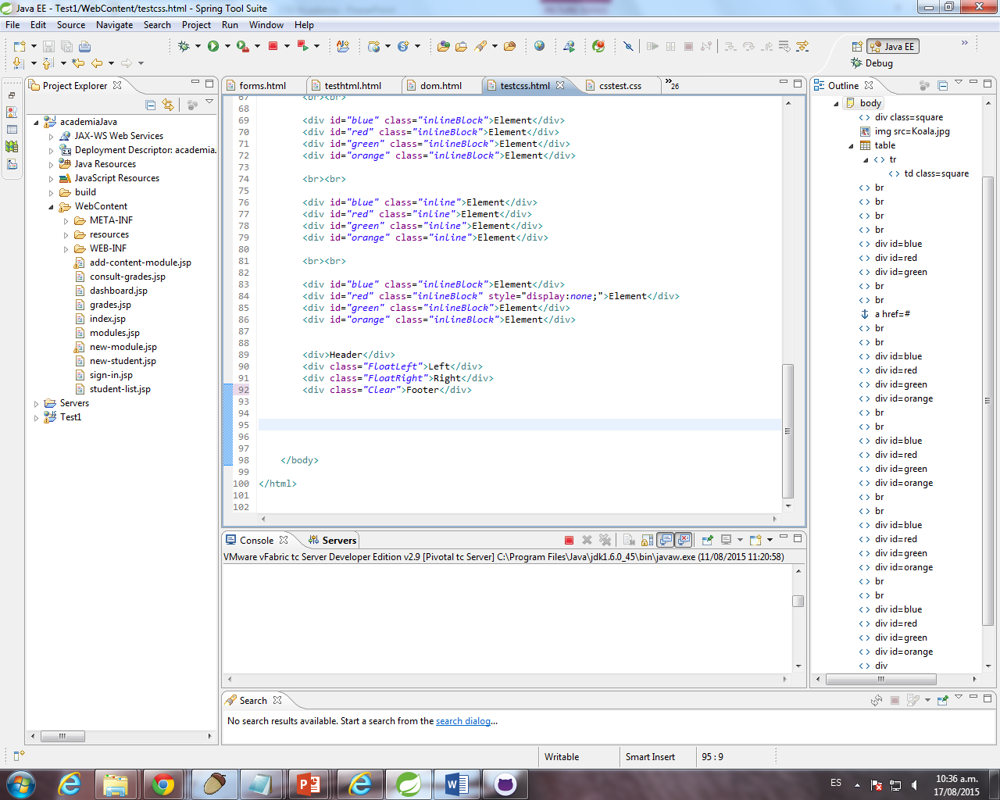 Java EE - Test1/WebContent/testcss.html - Spring Tool Suite
File Edit Source Navigate Search Project Run Window Help
Java EE
Debug
Project Explorer
academiaJava
JAX-WS Web Services
Deployment Descriptor: academia.
Java Resources
JavaScript Resources
build
WebContent
META-INF
resources
WEB-INF
add-content-module.jsp
consult-grades.jsp
dashboard.jsp
grades.jsp
index.jsp
modules.jsp
new-module.jsp
new-student.jsp
sign-in.jsp
student-list.jsp
Servers
Test1
forms.html testhtml.html dom.html testcss.html csstest.css »26
67 <br><br>
68
69 <div id="blue" class="inlineBlock">Element</div>
70 <div id="red" class="inlineBlock">Element</div>
71 <div id="green" class="inlineBlock">Element</div>
72 <div id="orange" class="inlineBlock">Element</div>
73
74 <br><br>
75
76 <div id="blue" class="inline">Element</div>
77 <div id="red" class="inline">Element</div>
78 <div id="green" class="inline">Element</div>
79 <div id="orange" class="inline">Element</div>
80
81 <br><br>
82
83 <div id="blue" class="inlineBlock">Element</div>
84 <div id="red" class="inlineBlock" style="display:none;">Element</div>
85 <div id="green" class="inlineBlock">Element</div>
86 <div id="orange" class="inlineBlock">Element</div>
87
88
89 <div>Header</div>
90 <div class="FloatLeft">Left</div>
91 <div class="FloatRight">Right</div>
92 <div class="Clear">Footer</div>
93
94
95
96
97
98 </body>
99
100 </html>
101
102
Console Servers
VMware vFabric tc Server Developer Edition v2.9 [Pivotal tc Server] C:\Program Files\Java\jdk1.6.0_45\bin\javaw.exe (11/08/2015 11:20:58)
Search
No search results available. Start a search from the search dialog...
Outline
body
div class=square
img src=Koala.jpg
table
tr
td class=square
br
br
br
br
div id=blue
div id=red
div id=green
br
br
a href=#
br
br
div id=blue
div id=red
div id=green
div id=orange
br
br
div id=blue
div id=red
div id=green
div id=orange
br
br
div id=blue
div id=red
div id=green
div id=orange
br
br
div id=blue
div id=red
div id=green
div id=orange
div
Writable Smart Insert 95 : 9
ES
10:36 a.m.
17/08/2015